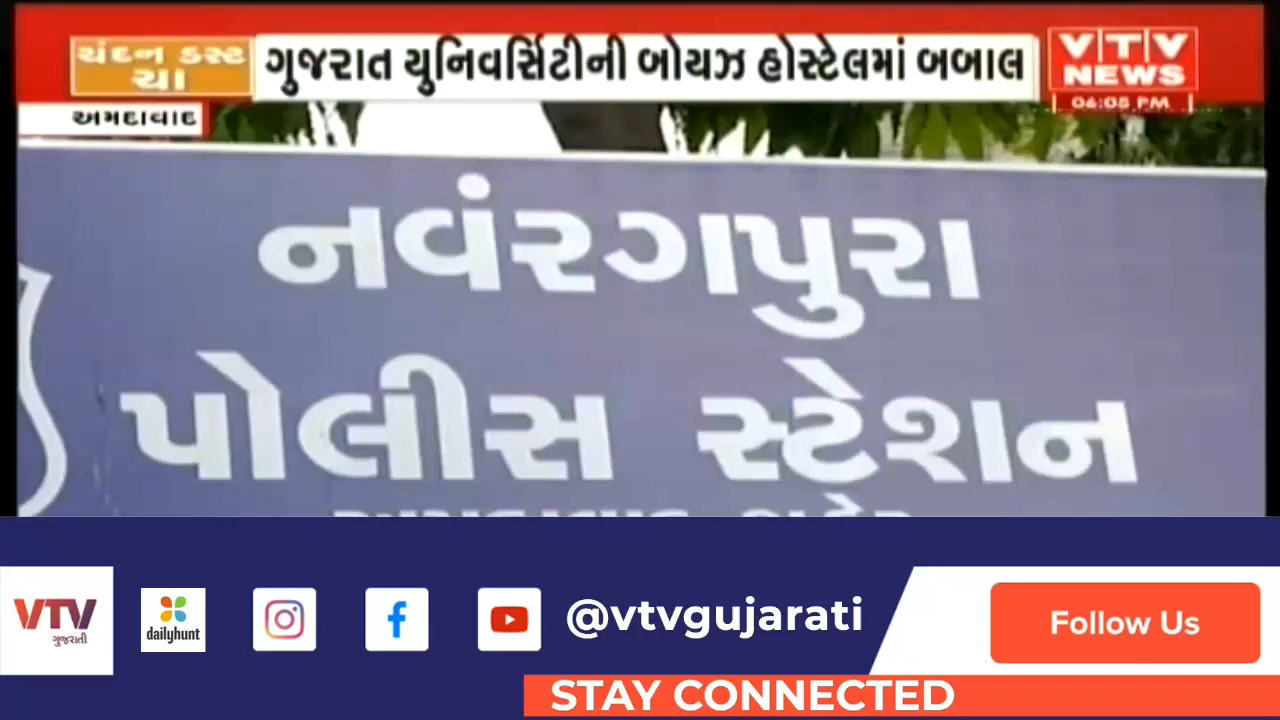 ચંદન ડસ્ટ
ચા
ગુજરાત યુનિવર્સિટીની બોયઝ હોસ્ટેલમાં બબાલ
VTV
NEWS
06:05 PM
અમદાવાદ
નવરંગપુરા
પોલીસ સ્ટેશન
VTV
ગુજરાતી
dailyhunt
@vtvgujarati
Follow Us
STAY CONNECTED